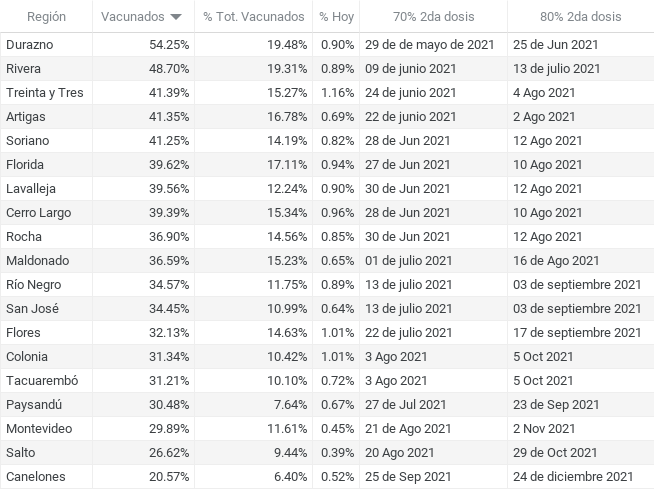 Región Vacunados % Tot. Vacunados % Hoy 70% 2da dosis 80% 2da dosis
Durazno 54.25% 19.48% 0.90% 29 de de mayo de 2021 25 de Jun 2021
Rivera 48.70% 19.31% 0.89% 09 de junio 2021 13 de julio 2021
Treinta y Tres 41.39% 15.27% 1.16% 24 de junio 2021 4 Ago 2021
Artigas 41.35% 16.78% 0.69% 22 de junio 2021 2 Ago 2021
Soriano 41.25% 14.19% 0.82% 28 de Jun 2021 12 Ago 2021
Florida 39.62% 17.11% 0.94% 27 de Jun 2021 10 Ago 2021
Lavalleja 39.56% 12.24% 0.90% 30 de Jun 2021 12 Ago 2021
Cerro Largo 39.39% 15.34% 0.96% 28 de Jun 2021 10 Ago 2021
Rocha 36.90% 14.56% 0.85% 30 de Jun 2021 12 Ago 2021
Maldonado 36.59% 15.23% 0.65% 01 de julio 2021 16 de Ago 2021
Río Negro 34.57% 11.75% 0.89% 13 de julio 2021 03 de septiembre 2021
San José 34.45% 10.99% 0.64% 13 de julio 2021 03 de septiembre 2021
Flores 32.13% 14.63% 1.01% 22 de julio 2021 17 de septiembre 2021
Colonia 31.34% 10.42% 1.01% 3 Ago 2021 5 Oct 2021
Tacuarembó 31.21% 10.10% 0.72% 3 Ago 2021 5 Oct 2021
Paysandú 30.48% 7.64% 0.67% 27 de Jul 2021 23 de Sep 2021
Montevideo 29.89% 11.61% 0.45% 21 de Ago 2021 2 Nov 2021
Salto 26.62% 9.44% 0.39% 20 Ago 2021 29 de Oct 2021
Canelones 20.57% 6.40% 0.52% 25 de Sep 2021 24 de diciembre 2021